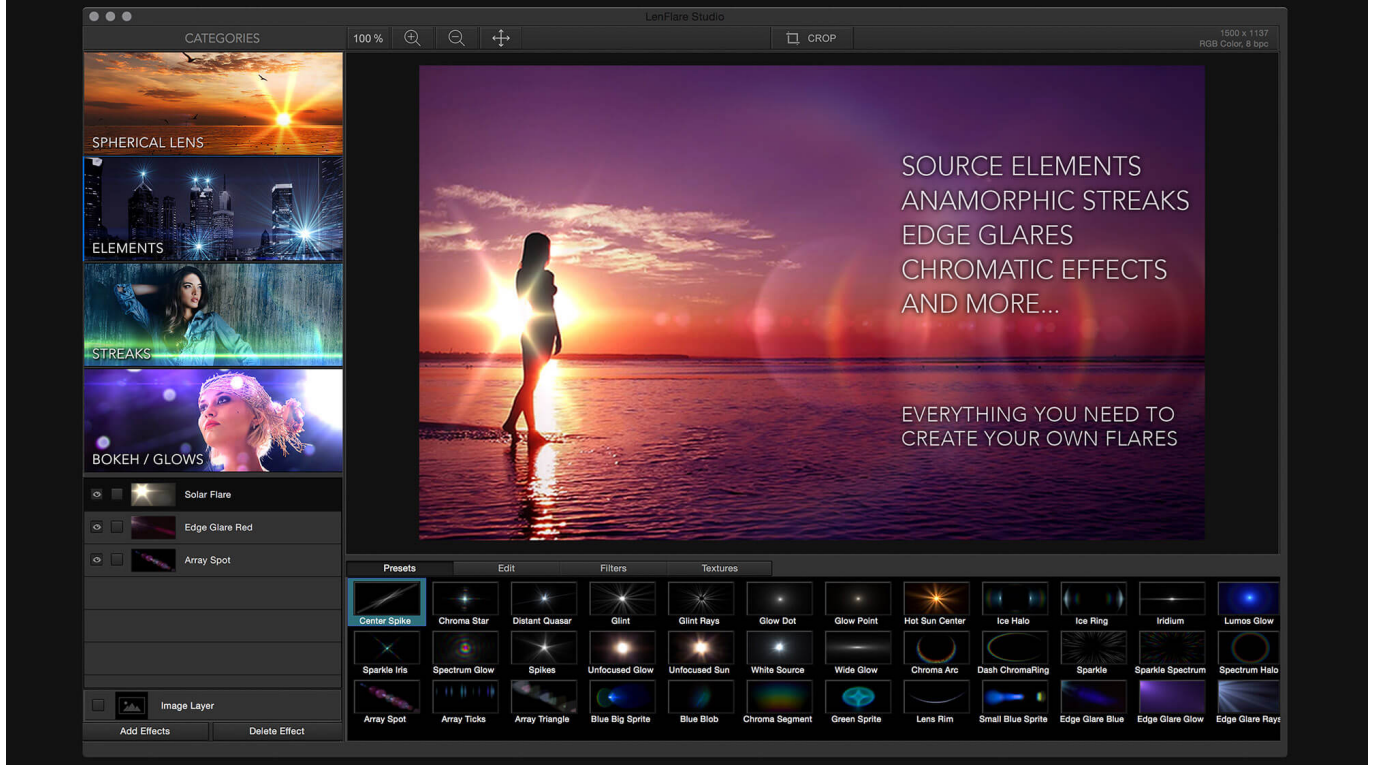 LenFlare Studio
CATEGORIES
100 %
CROP
1500 x 1137
RGB Color, 8 bpc
SPHERICAL LENS
ELEMENTS
STREAKS
BOKEH / GLOWS
SOURCE ELEMENTS
ANAMORPHIC STREAKS
EDGE GLARES
CHROMATIC EFFECTS
AND MORE...
EVERYTHING YOU NEED TO
CREATE YOUR OWN FLARES
Solar Flare
Edge Glare Red
Array Spot
Image Layer
Add Effects Delete Effect
Presets Edit Filters Textures
Center Spike Chroma Star Distant Quasar Glint Glint Rays Glow Dot Glow Point Hot Sun Center Ice Halo Ice Ring Iridium Lumos Glow
Sparkle Iris Spectrum Glow Spikes Unfocused Glow Unfocused Sun White Source Wide Glow Chroma Arc Dash ChromaRing Sparkle Sparkle Spectrum Spectrum Halo
Array Spot Array Ticks Array Triangle Blue Big Sprite Blue Blob Chroma Segment Green Sprite Lens Rim Small Blue Sprite Edge Glare Blue Edge Glare Glow Edge Glare Rays